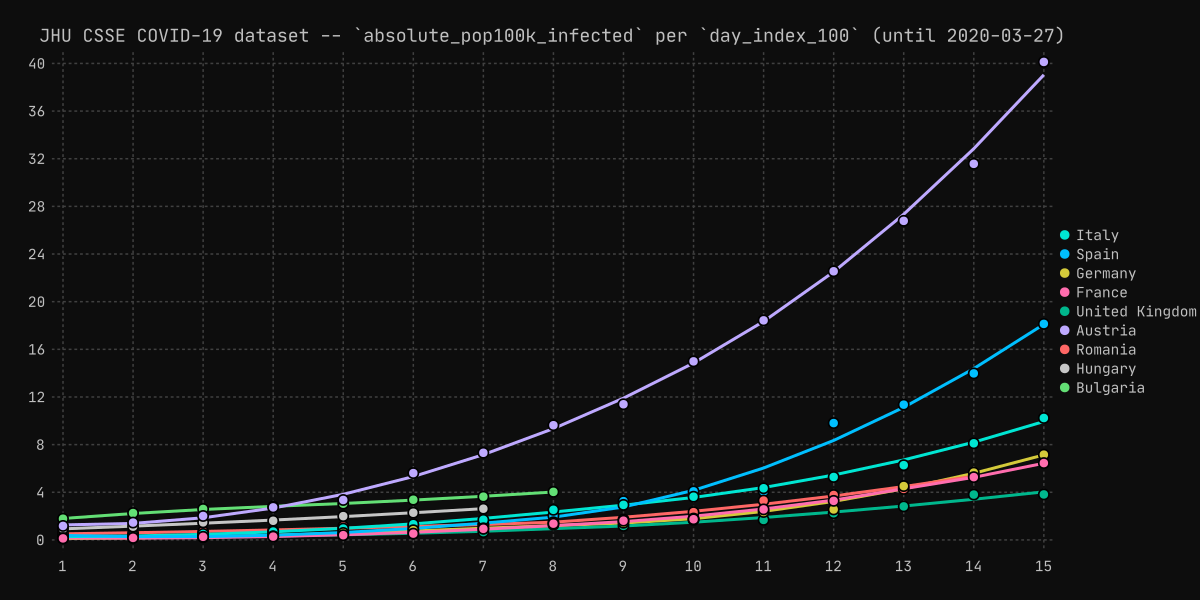 JHU CSSE COVID-19 dataset -- `absolute_pop100k_infected` per `day_index_100` (until 2020-03-27)
40
36
32
28
24
20
16
12
8
4
0
1 2 3 4 5 6 7 8 9 10 11 12 13 14 15
Italy
Spain
Germany
France
United Kingdom
Austria
Romania
Hungary
Bulgaria